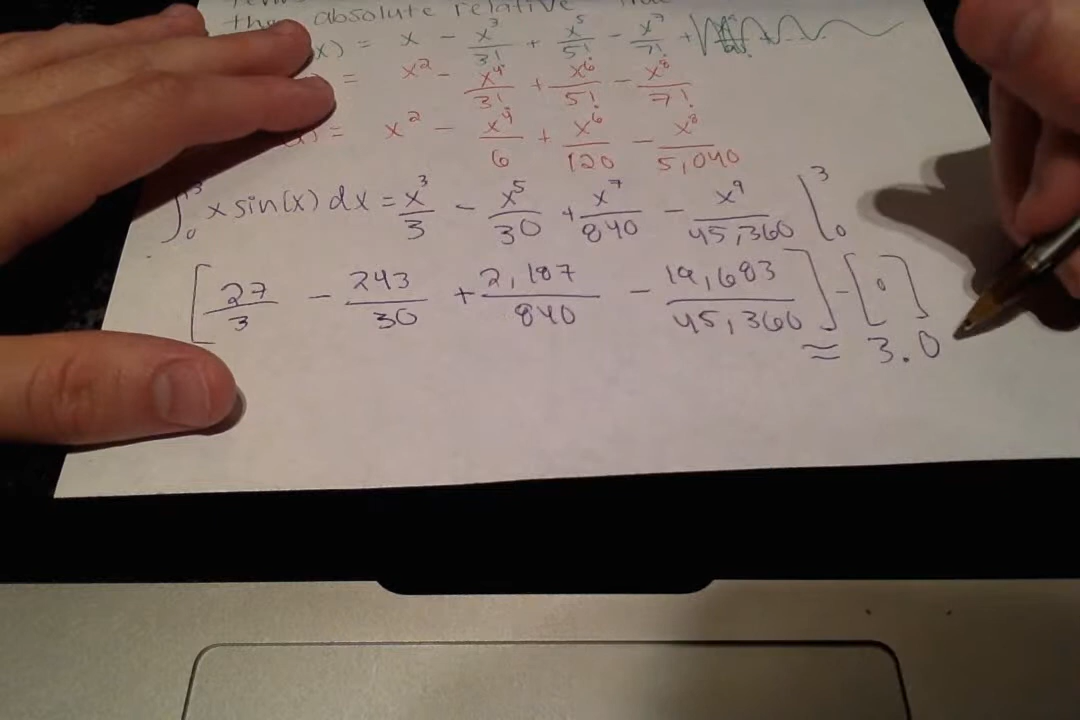 the absolute relative
x) = x - x³/3! + x⁵/5! - x⁷/7! +
= x² - x⁴/3! + x⁶/5! - x⁸/7!
= x² - x⁴/6 + x⁶/120 - x⁸/5,040
∫₀³ x sin(x) dx = x³/3 - x⁵/30 + x⁷/840 - x⁹/45,360 |₀³
[27/3 - 243/30 + 2,187/840 - 19,683/45,360] - [0]
≈ 3.0